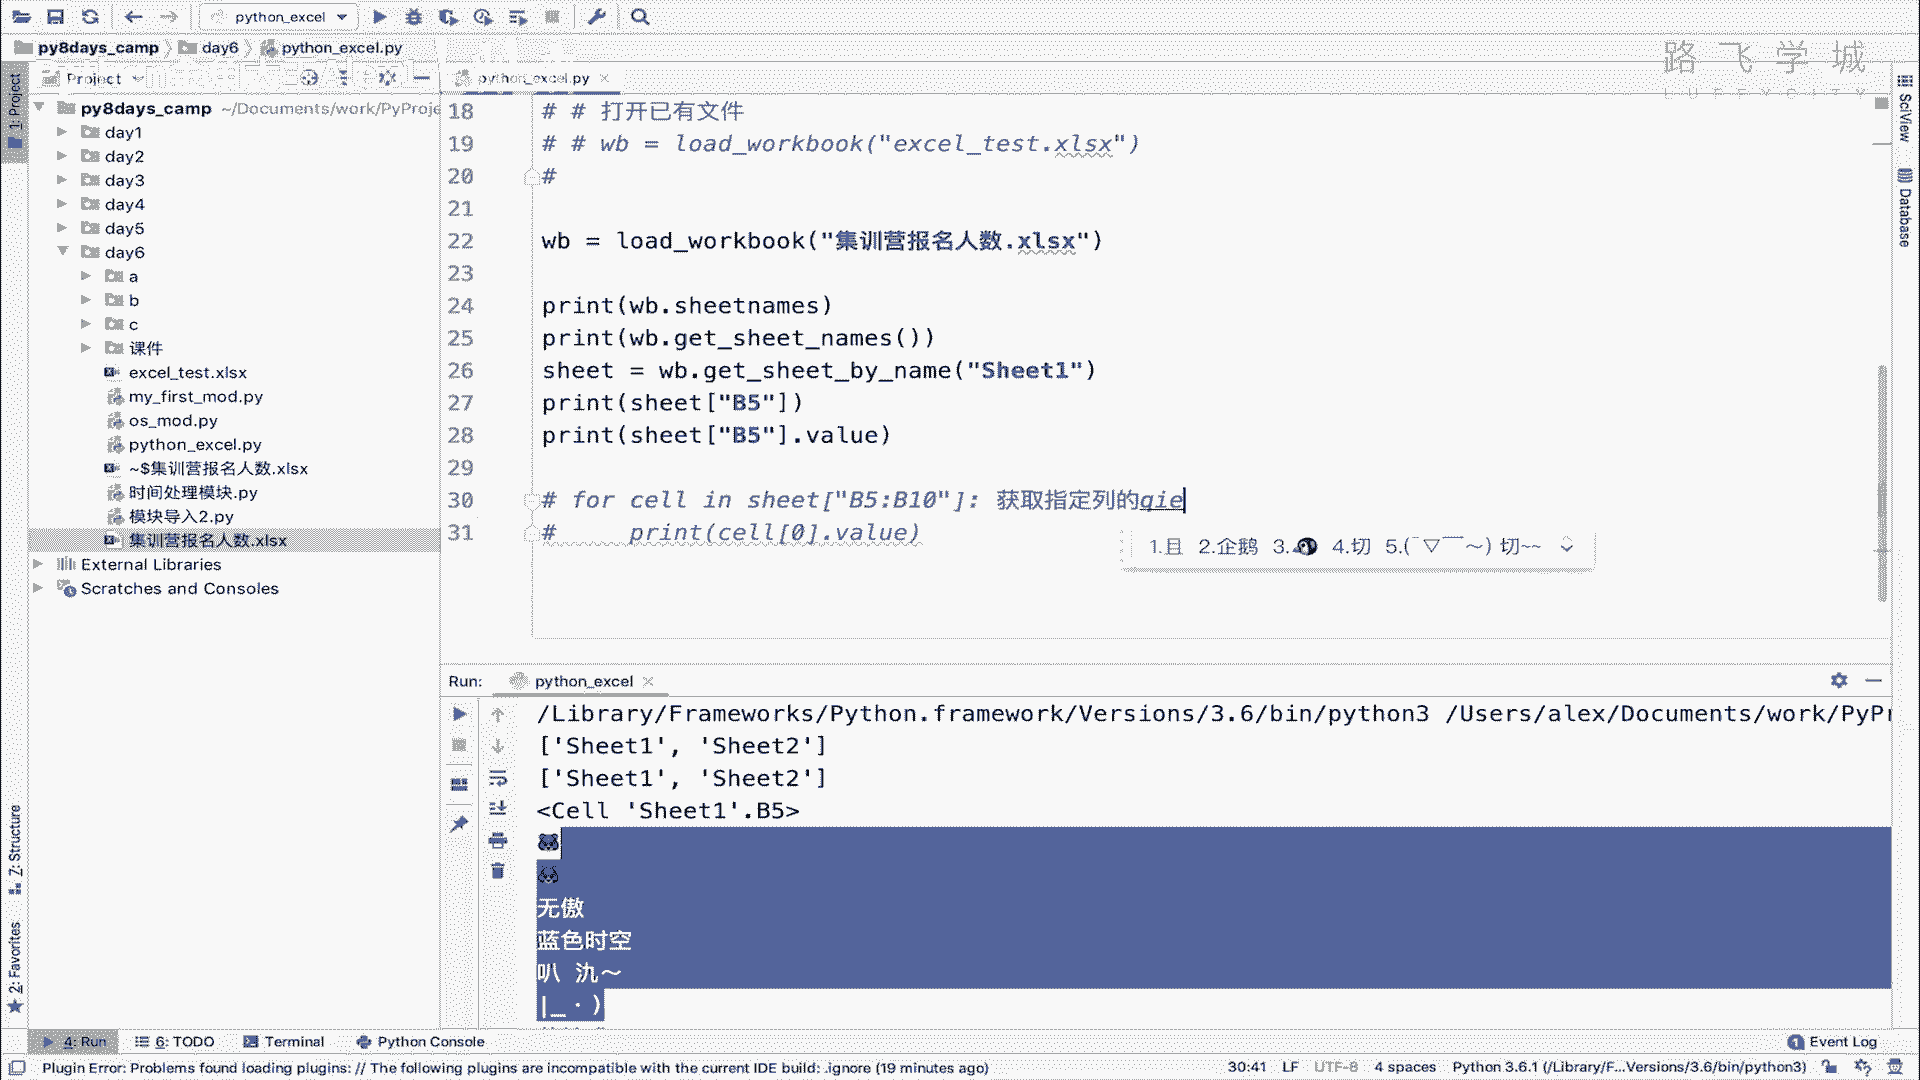 python_excel
py8days_camp day6 python_excel.py
路飞学城
LUFFYCITY
1: Project
Project
python_excel.py
py8days_camp ~/Documents/work/PyProje
day1
day2
day3
day4
day5
day6
a
b
c
课件
excel_test.xlsx
my_first_mod.py
os_mod.py
python_excel.py
~$集训营报名人数.xlsx
时间处理模块.py
模块导入2.py
集训营报名人数.xlsx
External Libraries
Scratches and Consoles
18 # # 打开已有文件
19 # # wb = load_workbook("excel_test.xlsx")
20 #
21
22 wb = load_workbook("集训营报名人数.xlsx")
23
24 print(wb.sheetnames)
25 print(wb.get_sheet_names())
26 sheet = wb.get_sheet_by_name("Sheet1")
27 print(sheet["B5"])
28 print(sheet["B5"].value)
29
30 # for cell in sheet["B5:B10"]: 获取指定列的qie
31 #     print(cell[0].value)
1.且 2.企鹅 3.🐧 4.切 5.(¯▽¯～) 切~~
SciView
Database
Run: python_excel
/Library/Frameworks/Python.framework/Versions/3.6/bin/python3 /Users/alex/Documents/work/PyPr
['Sheet1', 'Sheet2']
['Sheet1', 'Sheet2']
<Cell 'Sheet1'.B5>
无傲
蓝色时空
叭 氿～
|_·)
Z: Structure
2: Favorites
4: Run 6: TODO Terminal Python Console
1 Event Log
Plugin Error: Problems found loading plugins: // The following plugins are incompatible with the current IDE build: .ignore (19 minutes ago)
30:41 LF UTF-8 4 spaces Python 3.6.1 (/Library/F...Versions/3.6/bin/python3)